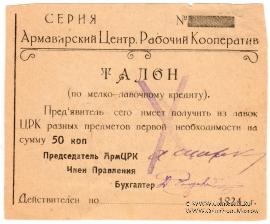 СЕРИЯ №
Армавирский Центр. Рабочий Кооператив
ТАЛОН
(по мелко-лавочному кредиту).
Пред'явитель сего имеет получить из лавок
ЦРК разных предметов первой необходимости на
сумму 50 коп
Председатель АрмЦРК
Член Правления
Бухгалтер
Действителен по 1924 г.